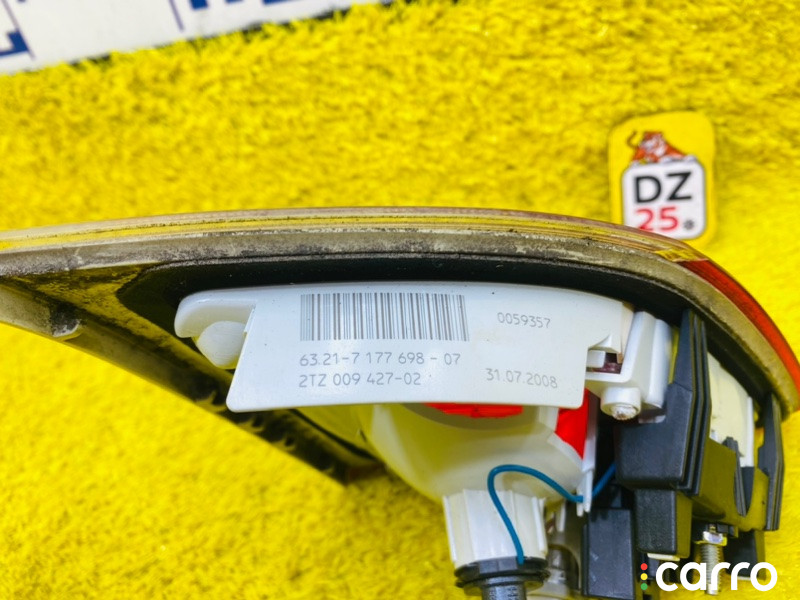 DZ
25.
0059357
63.21-7 177 698 - 07
2TZ 009 427-02
31.07.2008
carro